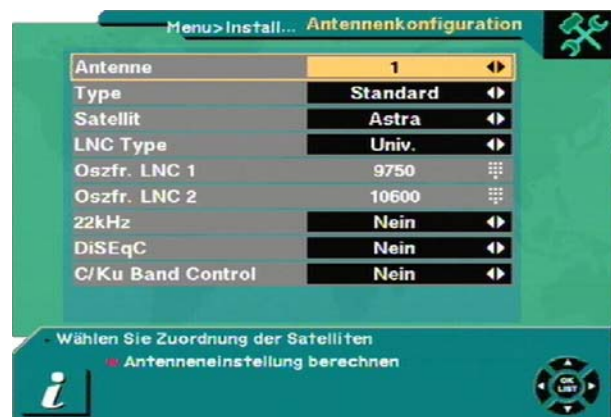 Menu>Install... Antennenkonfiguration
Antenne 1
Type Standard
Satellit Astra
LNC Type Univ.
Oszfr. LNC 1 9750
Oszfr. LNC 2 10600
22kHz Nein
DiSEqC Nein
C/Ku Band Control Nein
Wählen Sie Zuordnung der Satelliten
Antenneneinstellung berechnen
i
OK
LIST